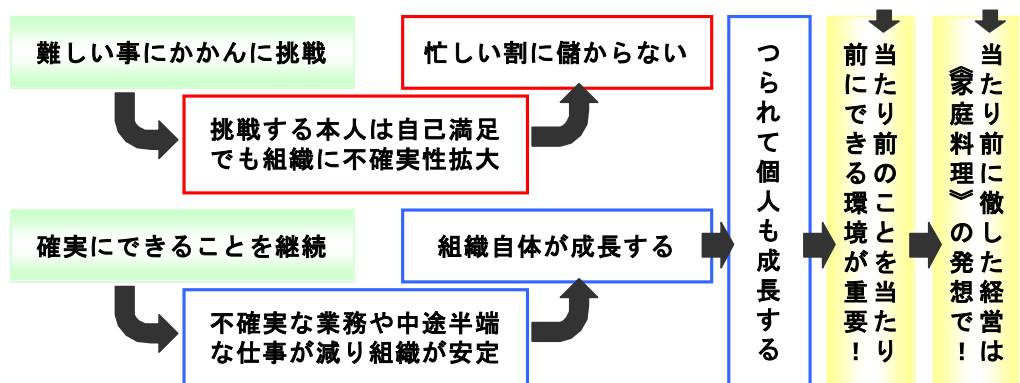 難しい事にかかんに挑戦
忙しい割に儲からない
挑戦する本人は自己満足
でも組織に不確実性拡大
確実にできることを継続
組織自体が成長する
不確実な業務や中途半端
な仕事が減り組織が安定
つられて個人も成長する
当たり前のことを当たり
前にできる環境が重要！
当たり前に徹した経営は
《家庭料理》の発想で！